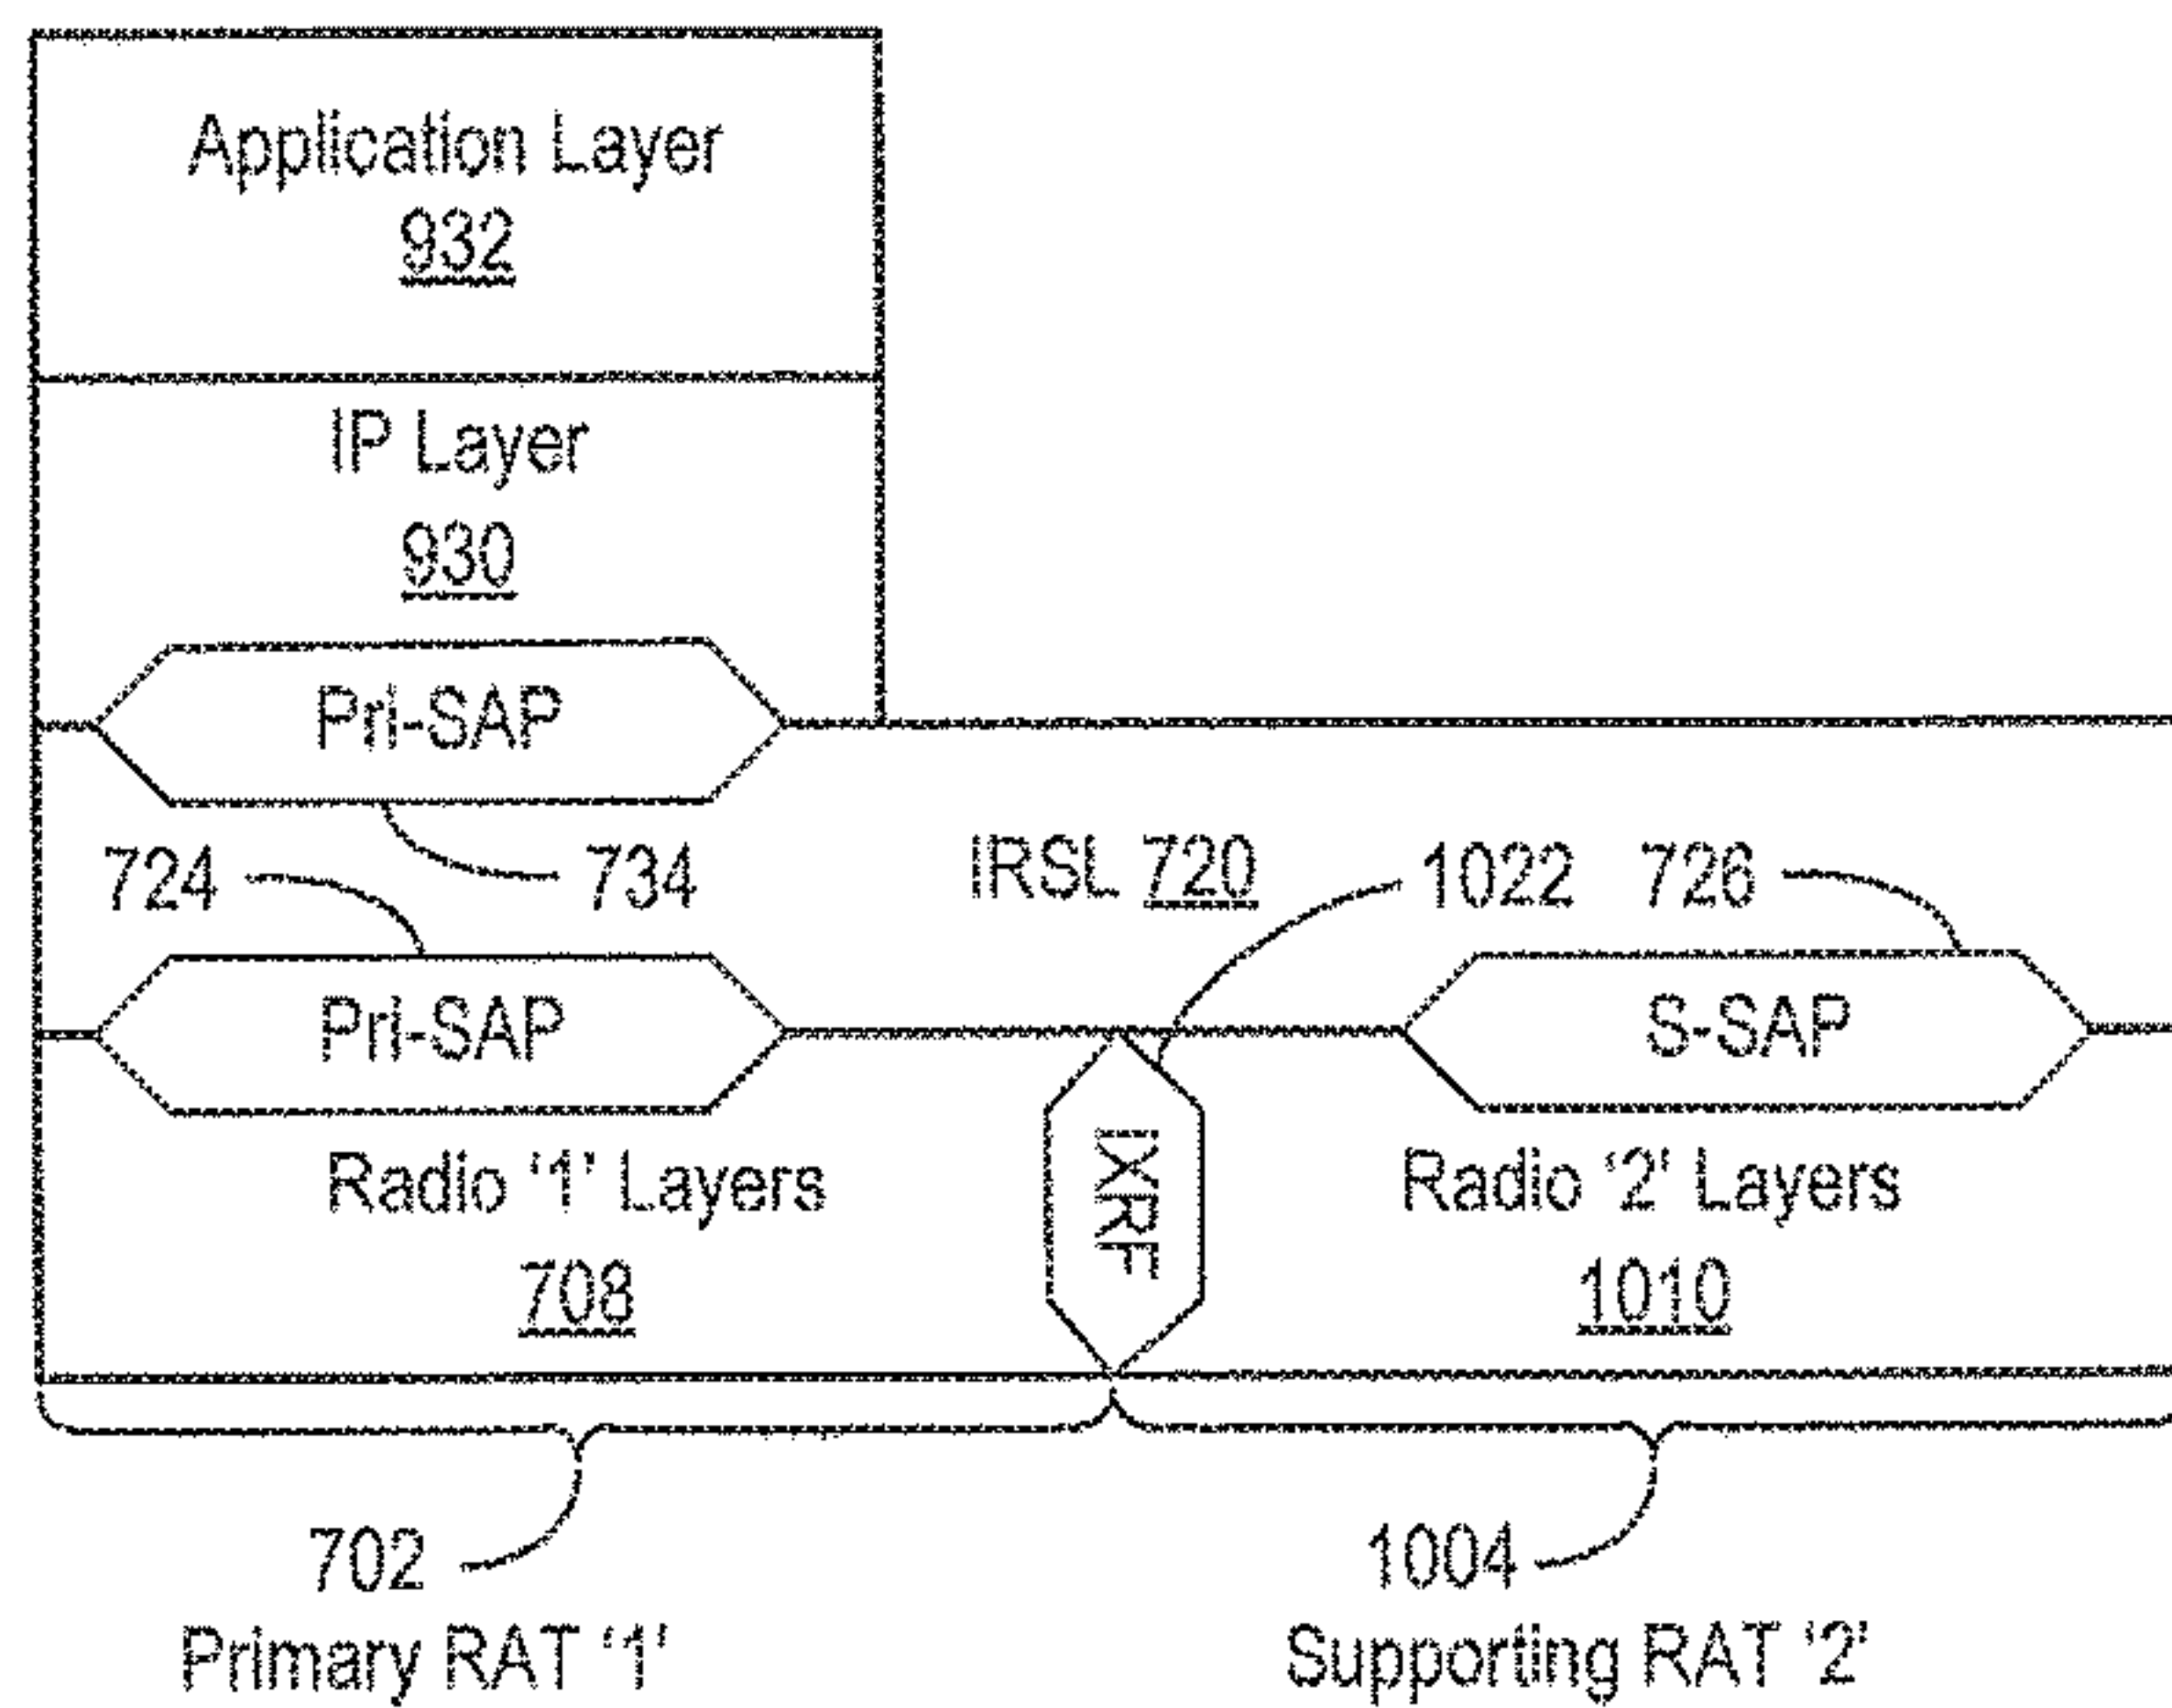 Application Layer
932
IP Layer
930
Pri-SAP
724 734 IRSL 720 1022 726
Pri-SAP S-SAP
IXRF
Radio ‘1’ Layers Radio ‘2’ Layers
708 1010
702 1004
Primary RAT ‘1’ Supporting RAT ‘2’